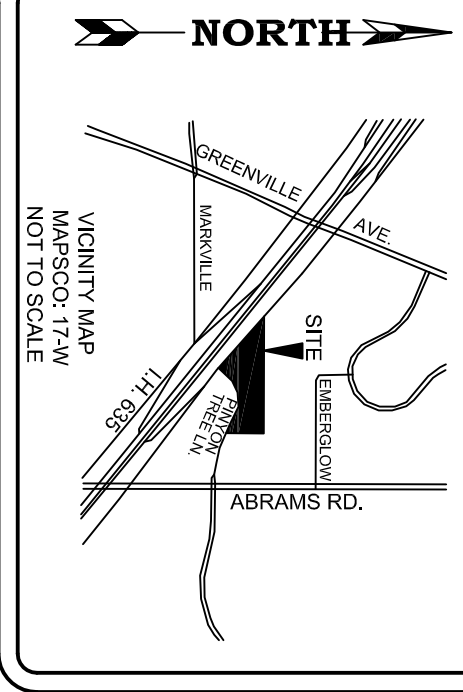 NORTH
GREENVILLE
AVE.
MARKVILLE
SITE
EMBERGLOW
PINYON
TREE LN.
I.H. 635
ABRAMS RD.
VICINITY MAP
MAPSCO: 17-W
NOT TO SCALE